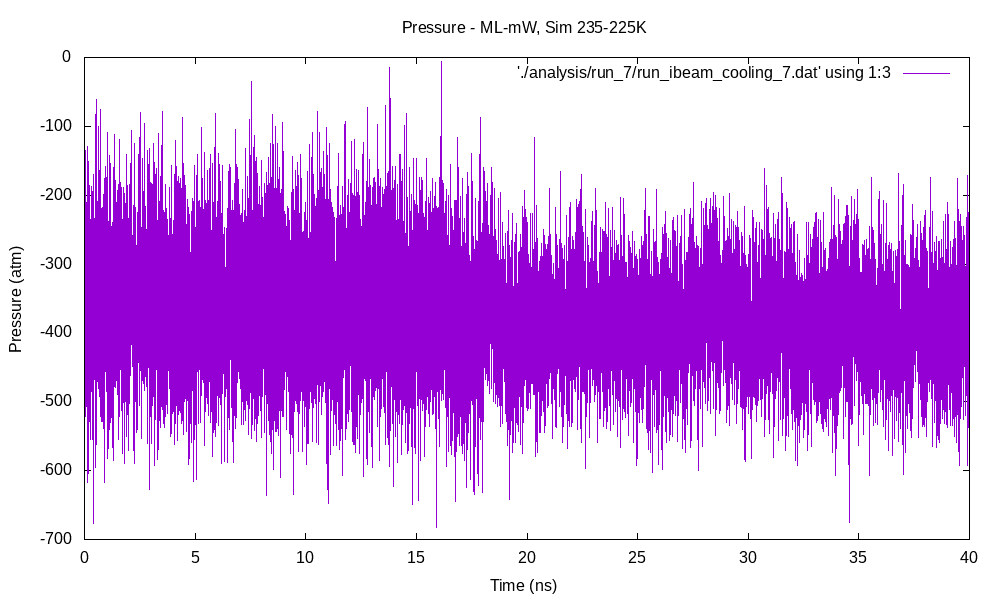 Pressure - ML-mW, Sim 235-225K
'./analysis/run_7/run_ibeam_cooling_7.dat' using 1:3
0
-100
-200
-300
-400
-500
-600
-700
Pressure (atm)
0 5 10 15 20 25 30 35 40
Time (ns)